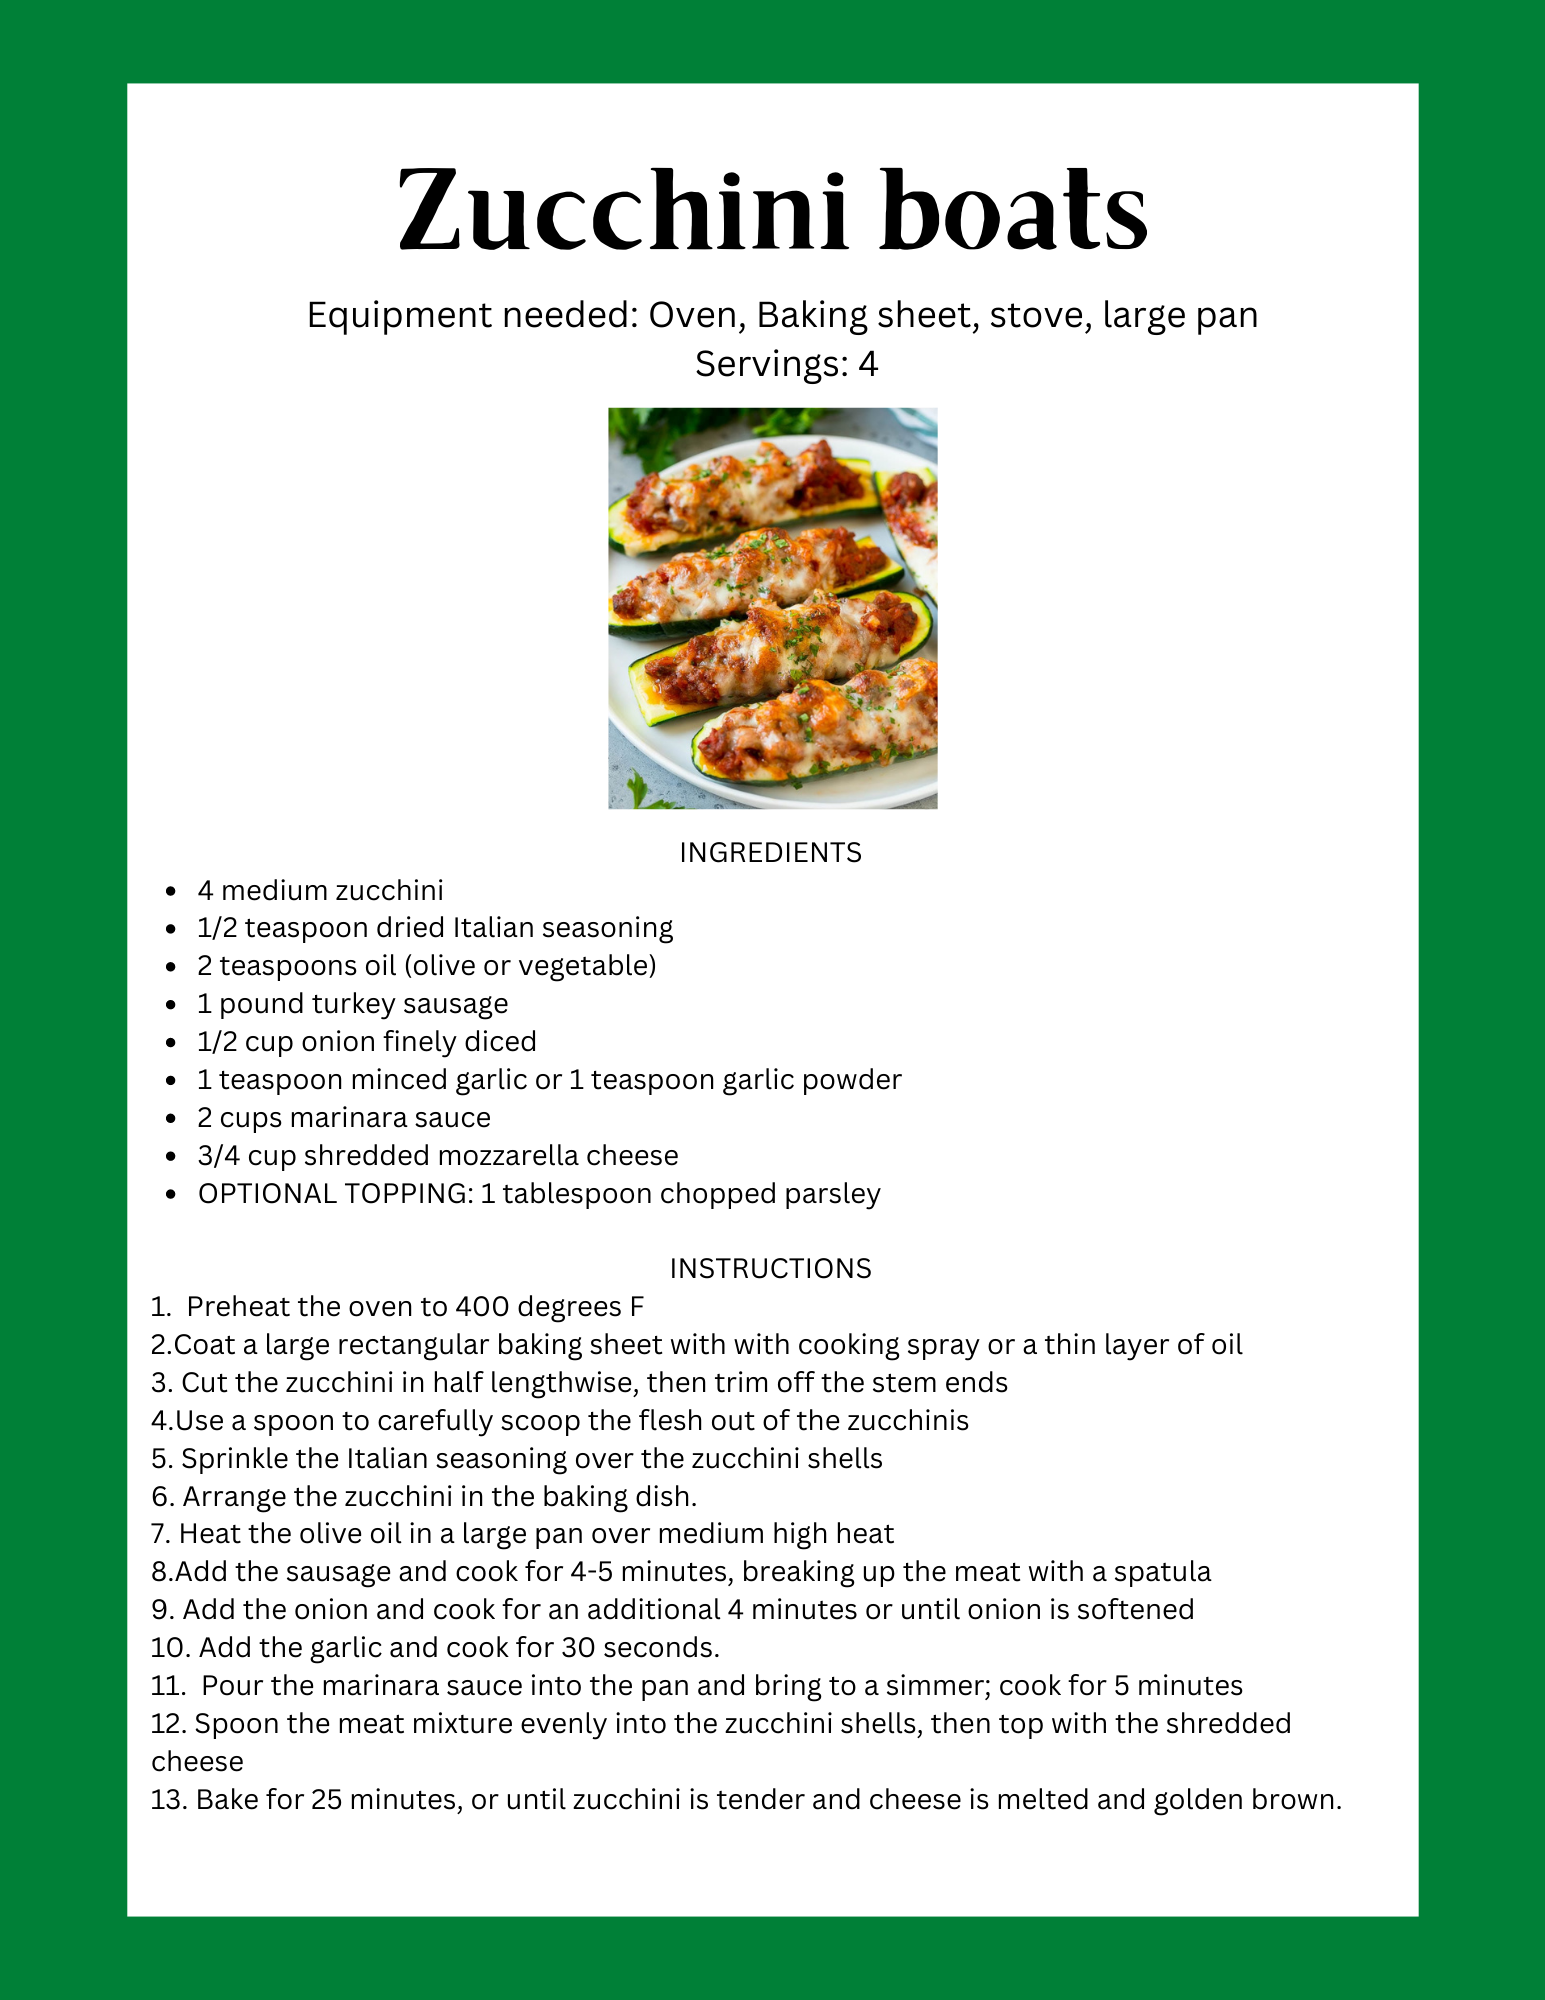 Zucchini boats
Equipment needed: Oven, Baking sheet, stove, large pan
Servings: 4
INGREDIENTS
• 4 medium zucchini
• 1/2 teaspoon dried Italian seasoning
• 2 teaspoons oil (olive or vegetable)
• 1 pound turkey sausage
• 1/2 cup onion finely diced
• 1 teaspoon minced garlic or 1 teaspoon garlic powder
• 2 cups marinara sauce
• 3/4 cup shredded mozzarella cheese
• OPTIONAL TOPPING: 1 tablespoon chopped parsley
INSTRUCTIONS
1.  Preheat the oven to 400 degrees F
2.Coat a large rectangular baking sheet with with cooking spray or a thin layer of oil
3. Cut the zucchini in half lengthwise, then trim off the stem ends
4.Use a spoon to carefully scoop the flesh out of the zucchinis
5. Sprinkle the Italian seasoning over the zucchini shells
6. Arrange the zucchini in the baking dish.
7. Heat the olive oil in a large pan over medium high heat
8.Add the sausage and cook for 4-5 minutes, breaking up the meat with a spatula
9. Add the onion and cook for an additional 4 minutes or until onion is softened
10. Add the garlic and cook for 30 seconds.
11.  Pour the marinara sauce into the pan and bring to a simmer; cook for 5 minutes
12. Spoon the meat mixture evenly into the zucchini shells, then top with the shredded
cheese
13. Bake for 25 minutes, or until zucchini is tender and cheese is melted and golden brown.